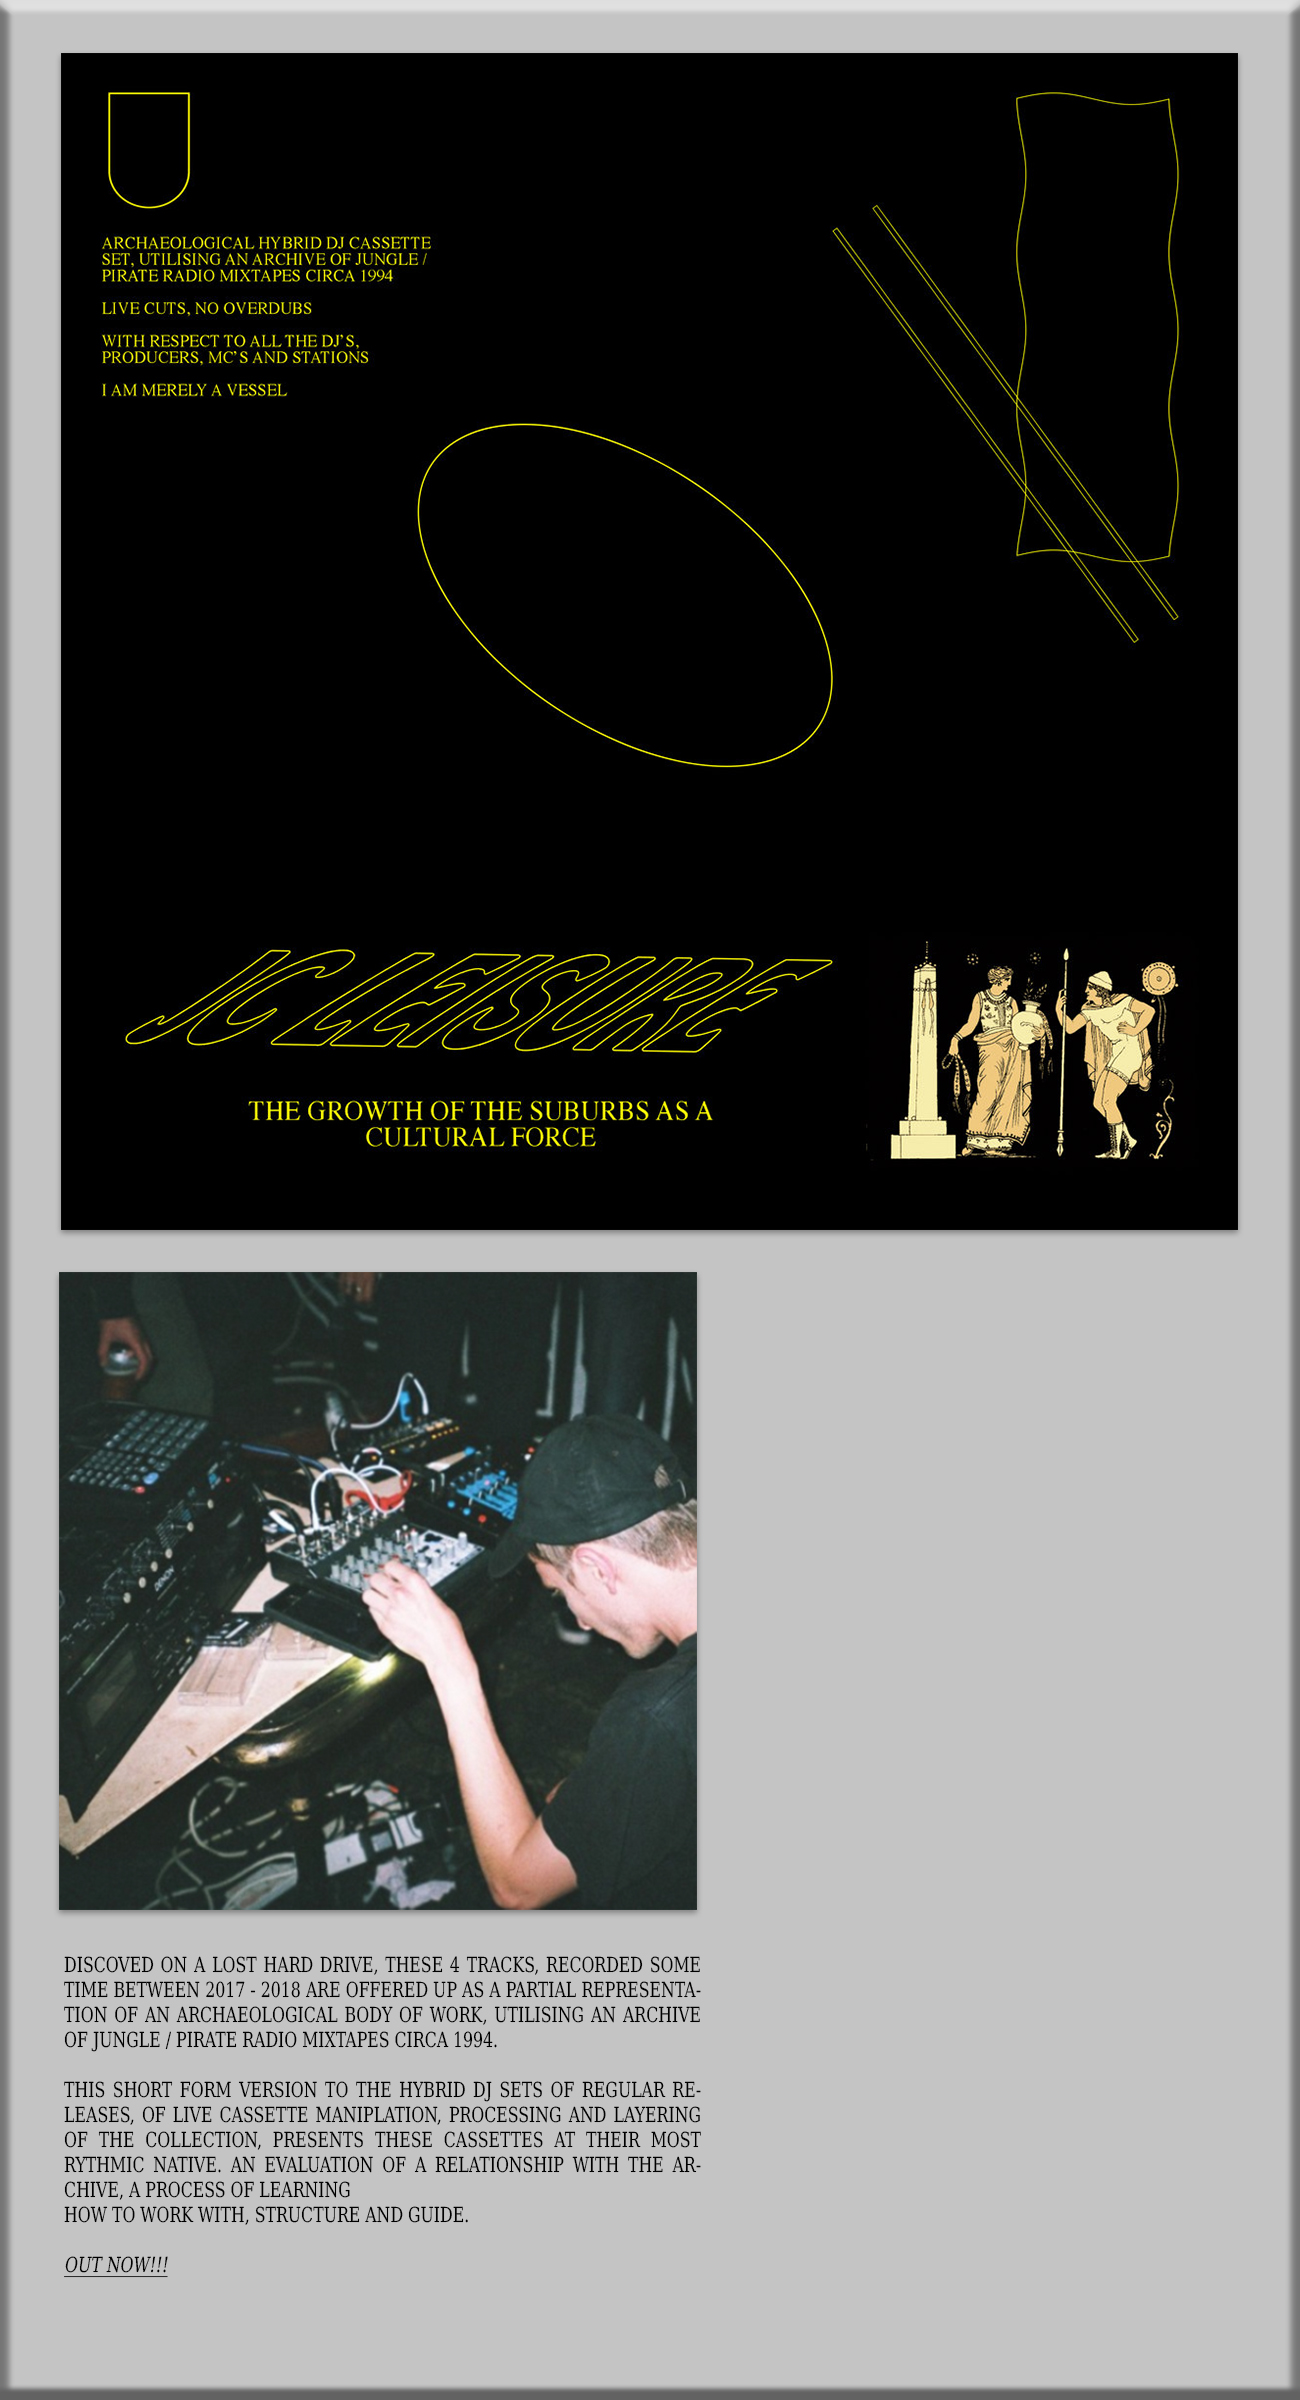 ARCHAEOLOGICAL HYBRID DJ CASSETTE
SET, UTILISING AN ARCHIVE OF JUNGLE /
PIRATE RADIO MIXTAPES CIRCA 1994
LIVE CUTS, NO OVERDUBS
WITH RESPECT TO ALL THE DJ'S,
PRODUCERS, MC'S AND STATIONS
I AM MERELY A VESSEL
JC LEISURE
THE GROWTH OF THE SUBURBS AS A
CULTURAL FORCE
DENON
DISCOVED ON A LOST HARD DRIVE, THESE 4 TRACKS, RECORDED SOME
TIME BETWEEN 2017 - 2018 ARE OFFERED UP AS A PARTIAL REPRESENTA-
TION OF AN ARCHAEOLOGICAL BODY OF WORK, UTILISING AN ARCHIVE
OF JUNGLE / PIRATE RADIO MIXTAPES CIRCA 1994.
THIS SHORT FORM VERSION TO THE HYBRID DJ SETS OF REGULAR RE-
LEASES, OF LIVE CASSETTE MANIPLATION, PROCESSING AND LAYERING
OF THE COLLECTION, PRESENTS THESE CASSETTES AT THEIR MOST
RYTHMIC NATIVE. AN EVALUATION OF A RELATIONSHIP WITH THE AR-
CHIVE, A PROCESS OF LEARNING
HOW TO WORK WITH, STRUCTURE AND GUIDE.
OUT NOW!!!